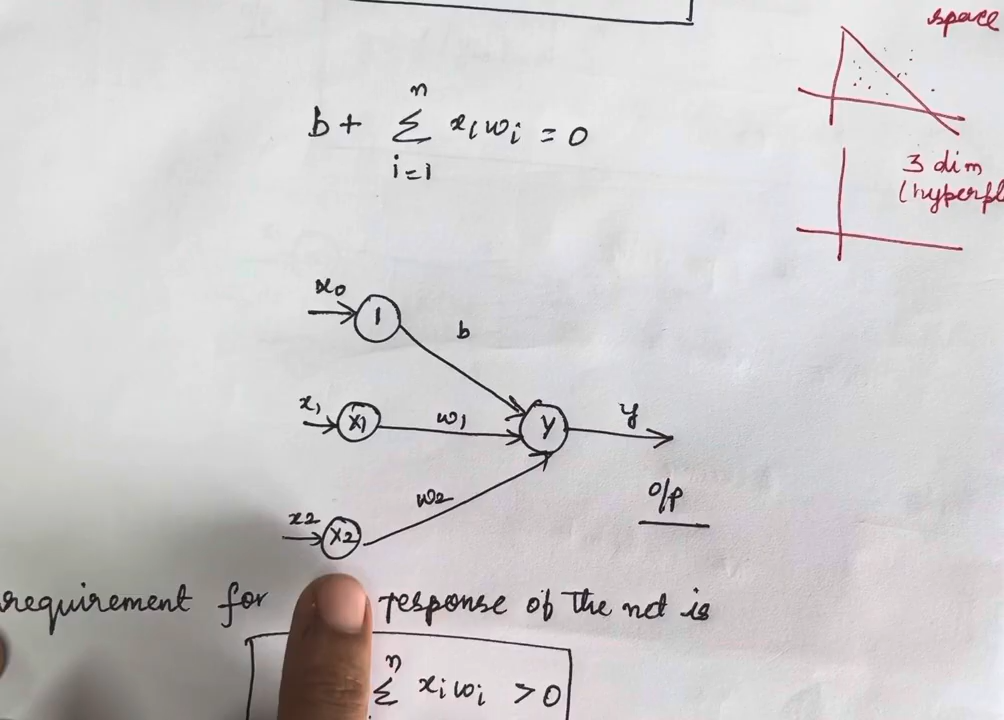 space
b + n Σ i=1 xi wi = 0
3 dim
(hyperpl
x0 1 b
x1 X1 w1 Y y
x2 X2 w2
o/p
requirement for response of the net is
n Σ xi wi > 0